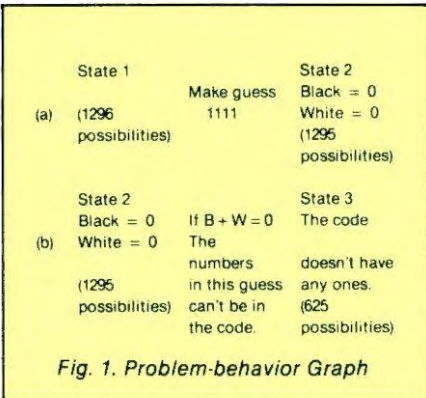 State 1 State 2
Make guess Black = 0
(a) (1296 1111 White = 0
possibilities) (1295
possibilities)
State 2 State 3
Black = 0 If B + W = 0 The code
(b) White = 0 The
numbers doesn't have
(1295 in this guess any ones.
possibilities) can't be in (625
the code. possibilities)
Fig. 1. Problem-behavior Graph